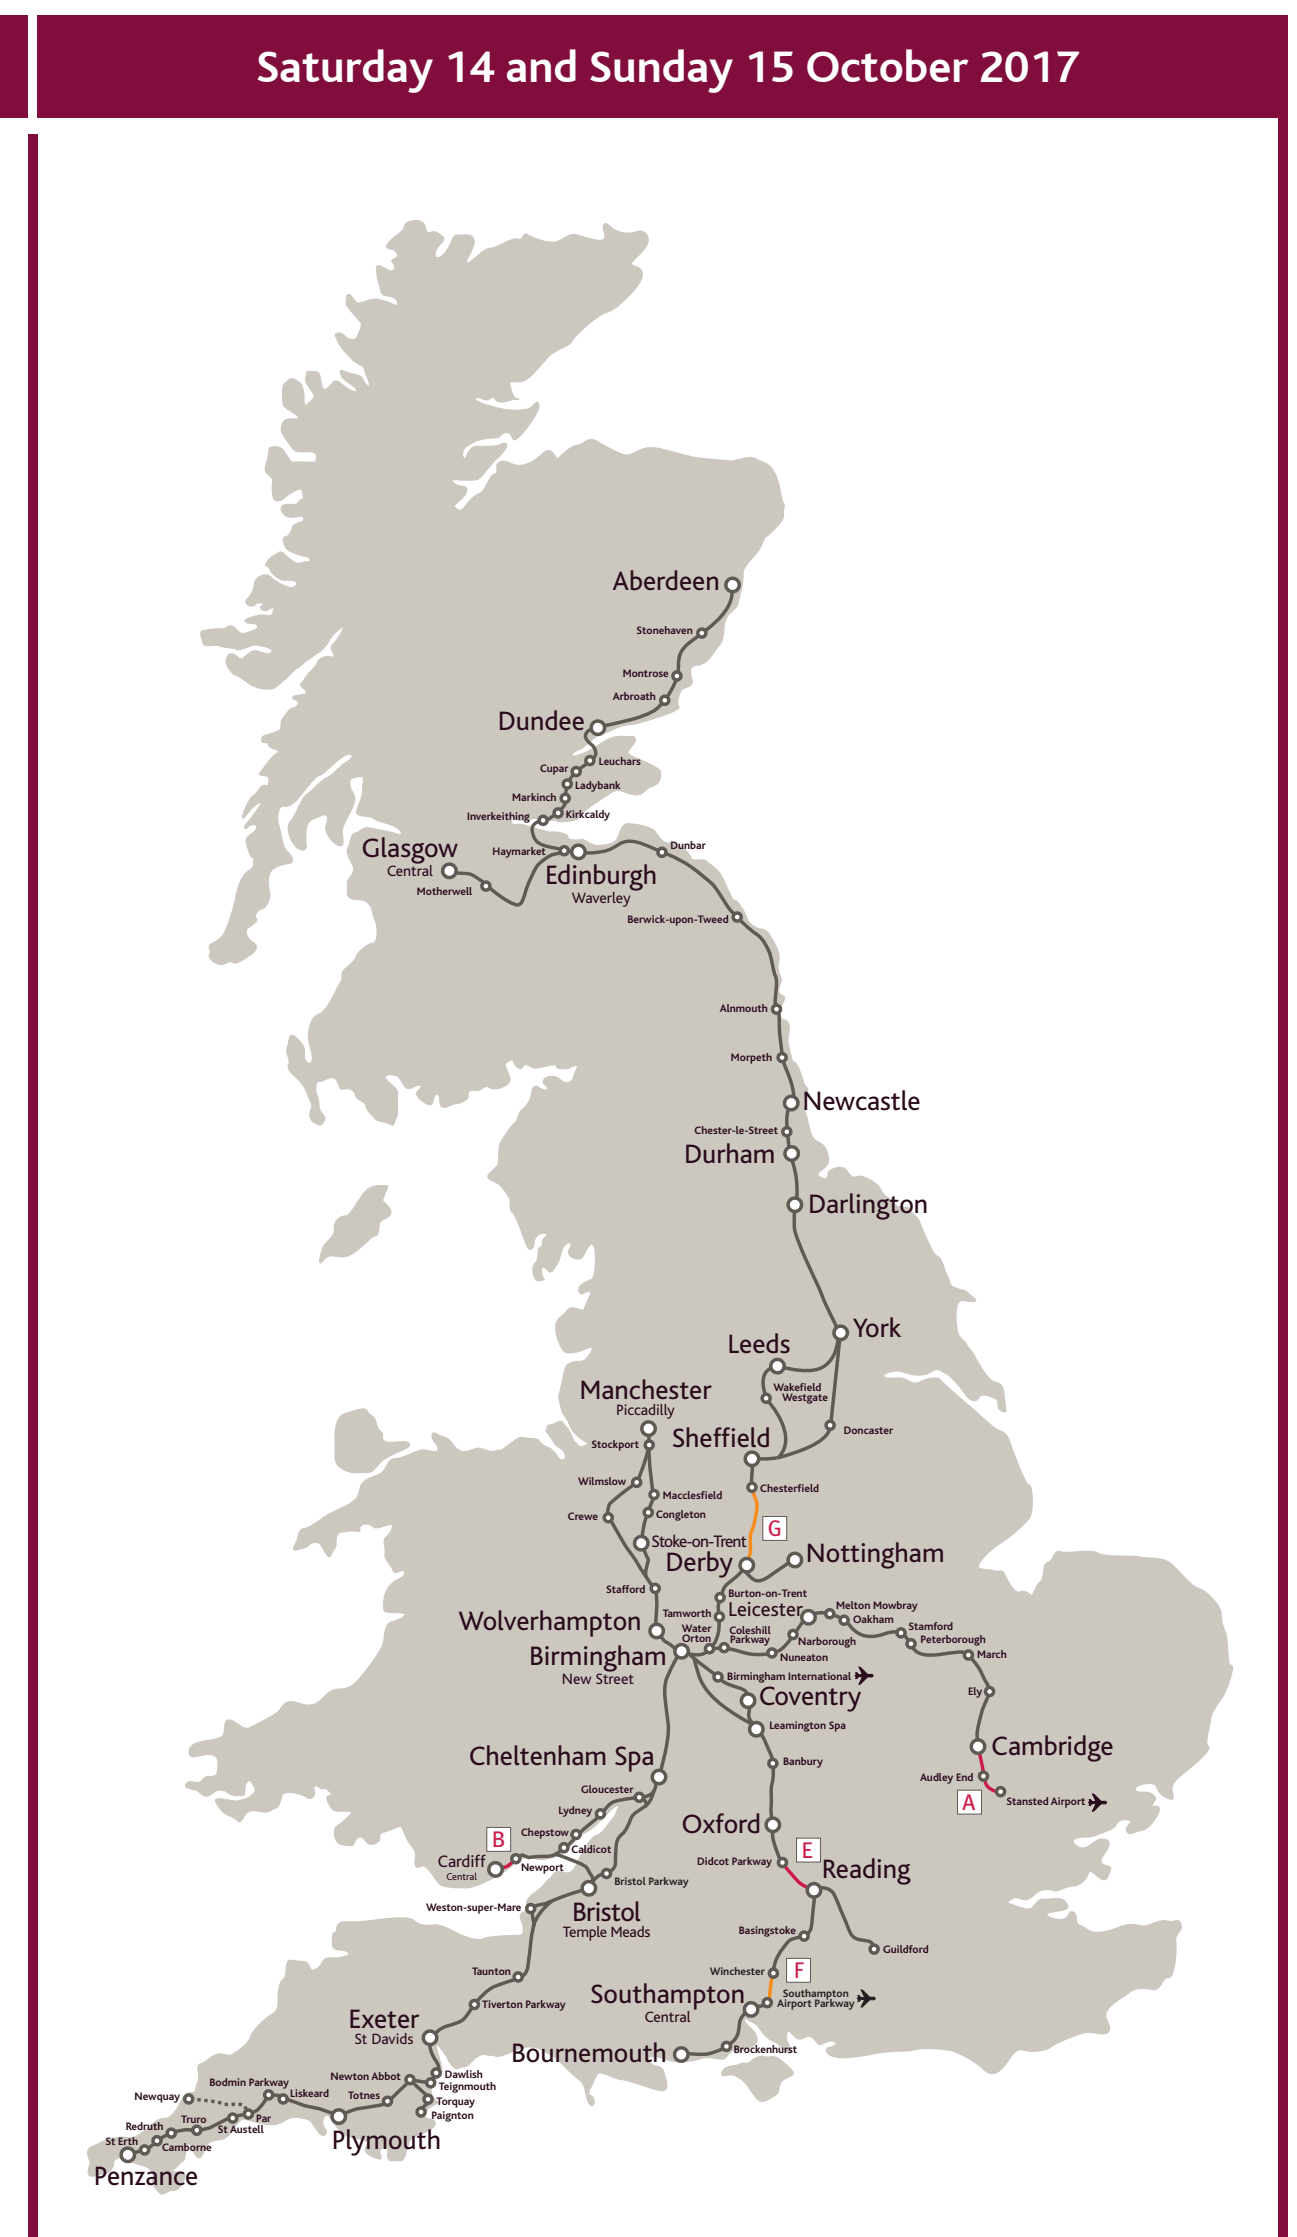 Saturday 14 and Sunday 15 October 2017
Aberdeen
Stonehaven
Montrose
Arbroath
Dundee
Leuchars
Cupar
Ladybank
Markinch
Kirkcaldy
Inverkeithing
Glasgow
Central
Motherwell
Haymarket
Edinburgh
Waverley
Dunbar
Berwick-upon-Tweed
Alnmouth
Morpeth
Newcastle
Chester-le-Street
Durham
Darlington
York
Leeds
Wakefield
Westgate
Doncaster
Manchester
Piccadilly
Stockport
Sheffield
Wilmslow
Macclesfield
Chesterfield
Crewe
Congleton
G
Stoke-on-Trent
Derby
Nottingham
Stafford
Burton-on-Trent
Tamworth
Leicester
Melton Mowbray
Oakham
Stamford
Peterborough
March
Wolverhampton
Water
Orton
Coleshill
Parkway
Narborough
Nuneaton
Birmingham
New Street
Birmingham International
Ely
Coventry
Leamington Spa
Cambridge
Audley End
A
Stansted Airport
Cheltenham Spa
Banbury
Gloucester
Lydney
Oxford
Chepstow
B
Caldicot
Cardiff
Central
Newport
Didcot Parkway
E
Reading
Bristol Parkway
Weston-super-Mare
Bristol
Temple Meads
Basingstoke
Guildford
Taunton
Winchester
F
Tiverton Parkway
Southampton
Central
Southampton
Airport Parkway
Exeter
St Davids
Bournemouth
Brockenhurst
Dawlish
Newton Abbot
Teignmouth
Bodmin Parkway
Liskeard
Totnes
Torquay
Paignton
Newquay
Par
St Austell
Truro
Redruth
Camborne
St Erth
Plymouth
Penzance